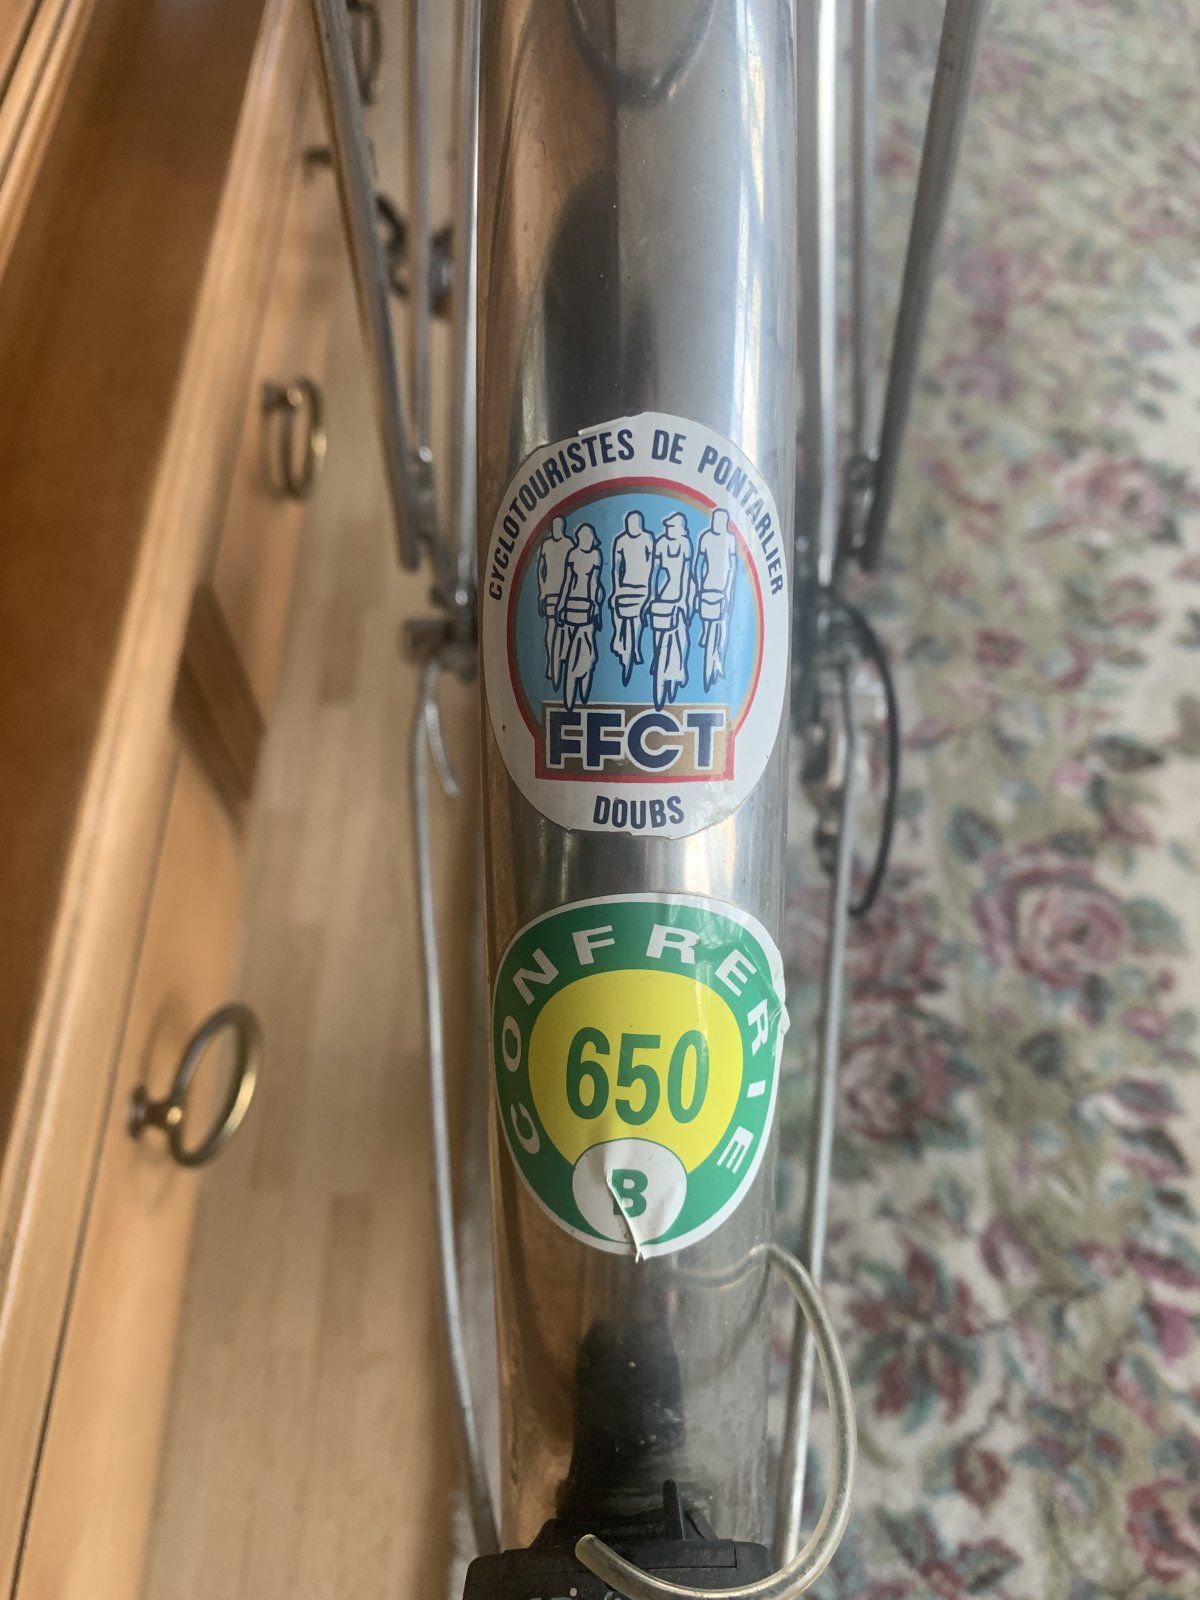 CYCLOTOURISTES DE PONTARLIER
FFCT
DOUBS
CONFRERIE
650
B